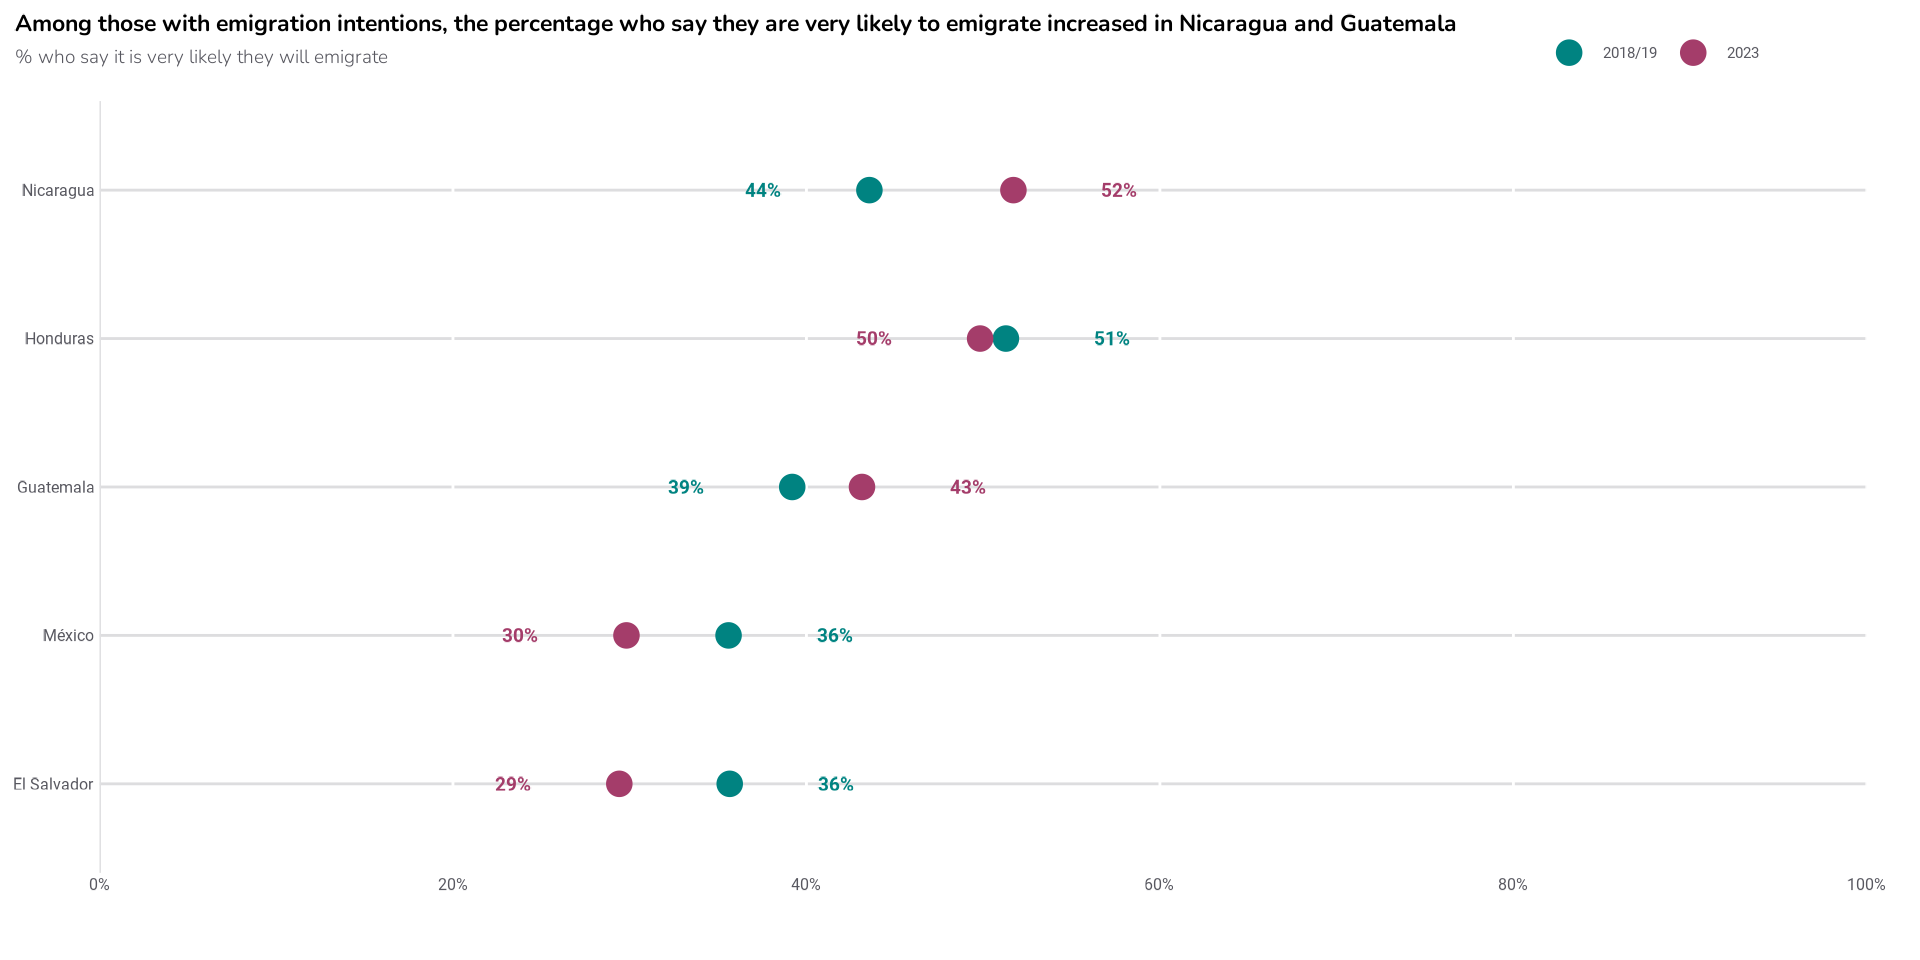 Among those with emigration intentions, the percentage who say they are very likely to emigrate increased in Nicaragua and Guatemala
% who say it is very likely they will emigrate
2018/19 2023
Nicaragua 44% 52%
Honduras 50% 51%
Guatemala 39% 43%
México 30% 36%
El Salvador 29% 36%
0% 20% 40% 60% 80% 100%